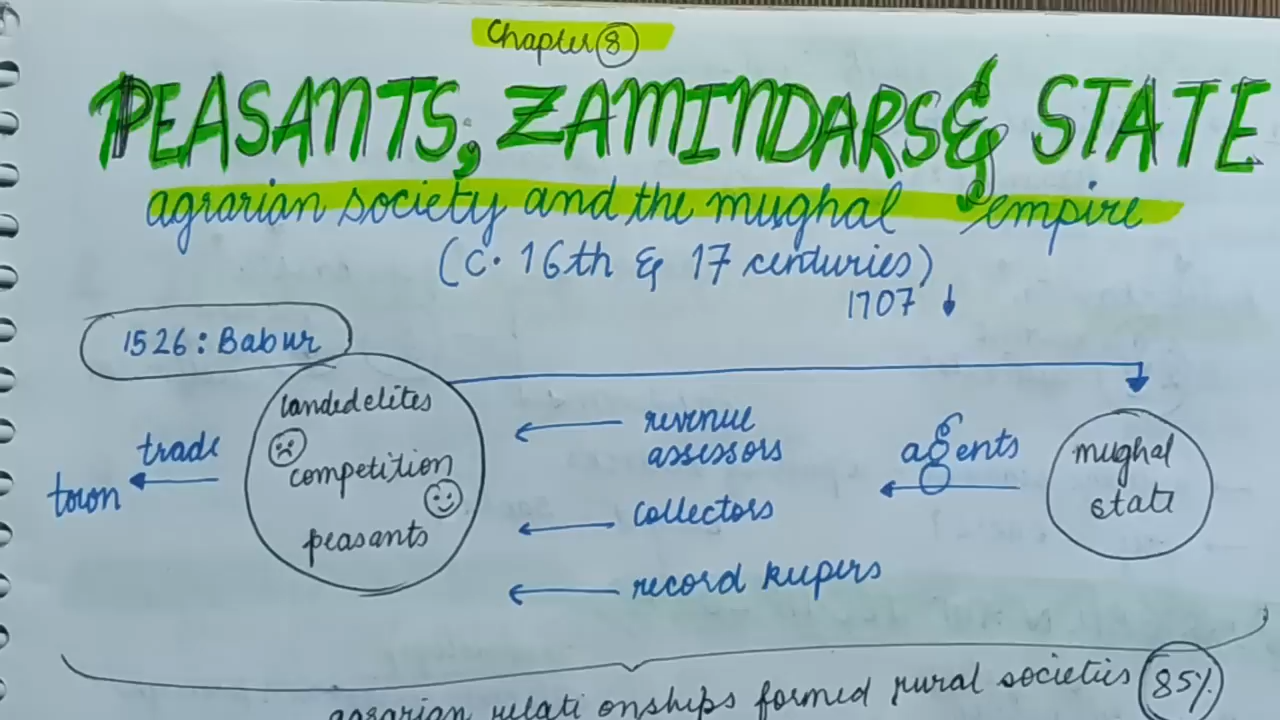 Chapter 8
PEASANTS, ZAMINDARS & STATE
agrarian society and the mughal empire
(c. 16th & 17 centuries)
1707 ↓
1526: Babur
landed elites
competition
peasants
trade
town
revenue
assessors
collectors
record keepers
agents
mughal
state
agrarian relationships formed rural societies 85%